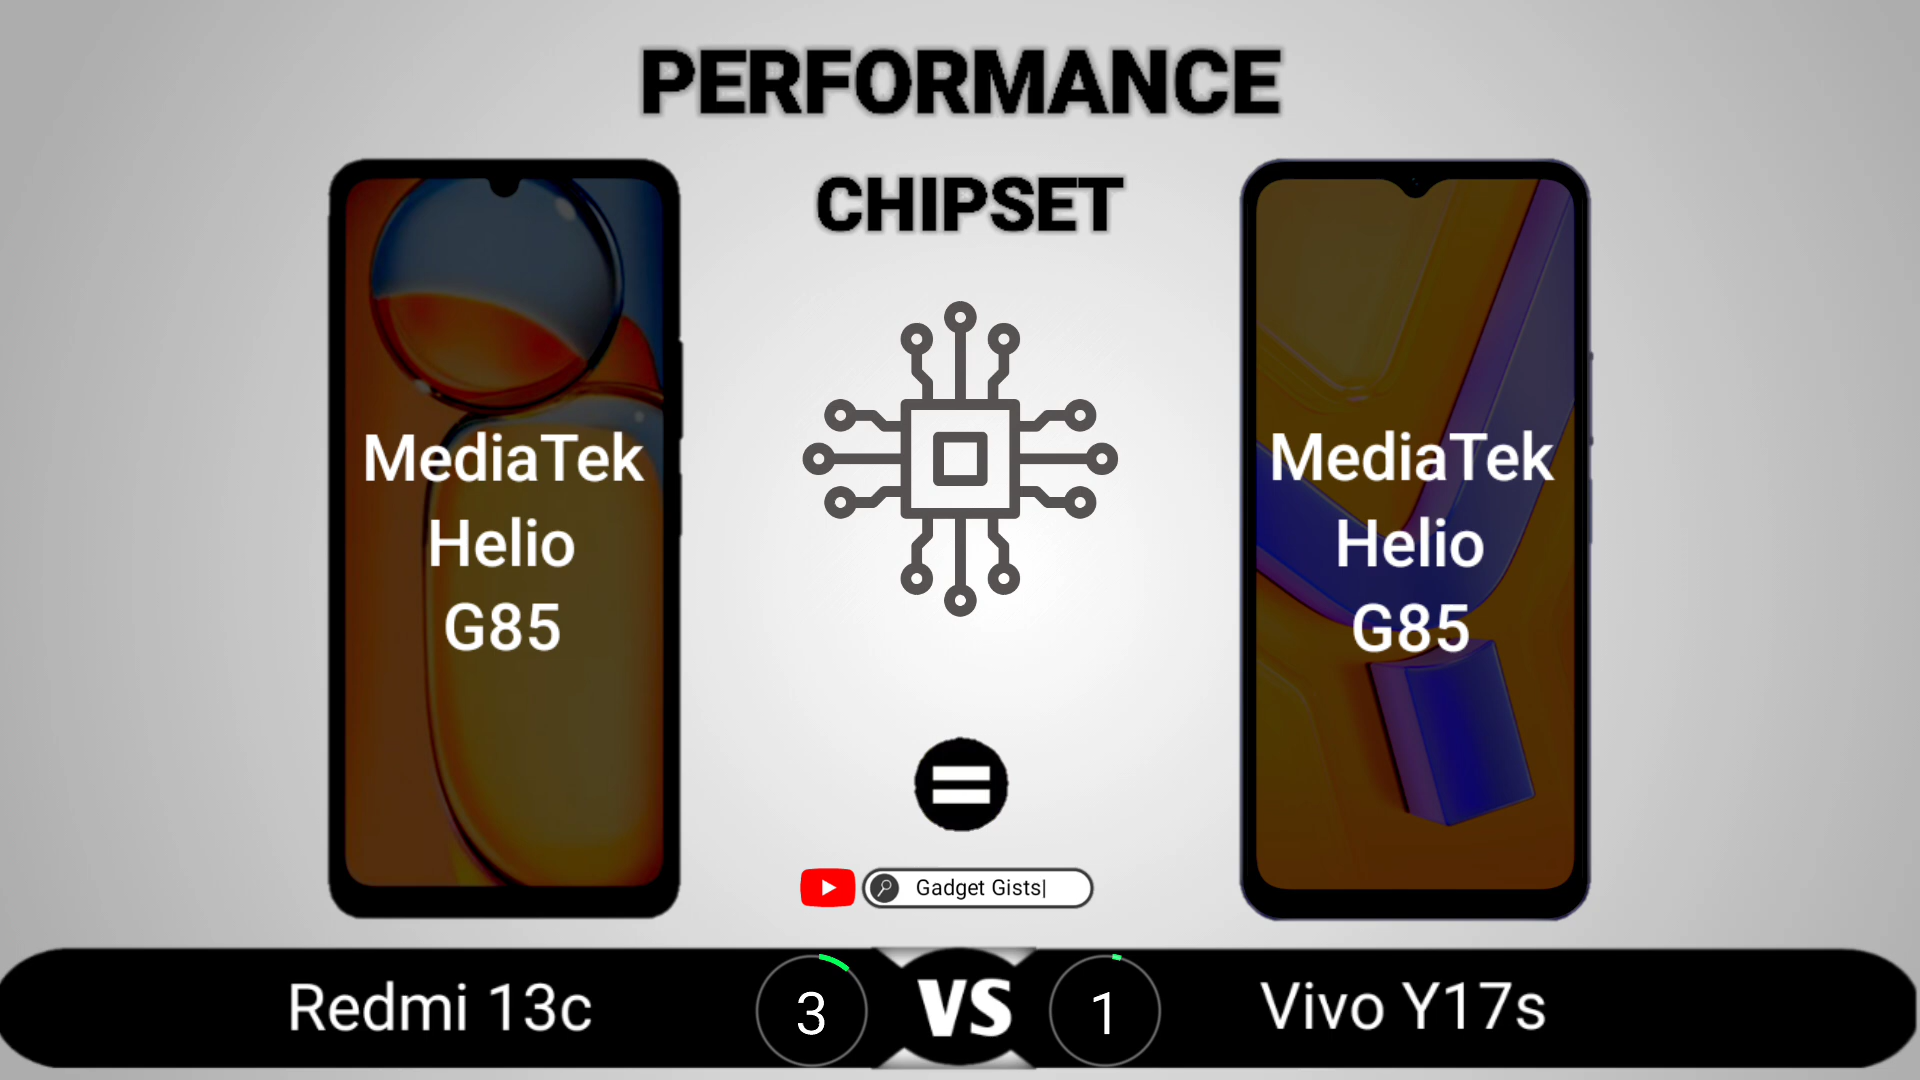 PERFORMANCE
CHIPSET
MediaTek
Helio
G85
MediaTek
Helio
G85
Gadget Gists|
Redmi 13c
3
VS
1
Vivo Y17s